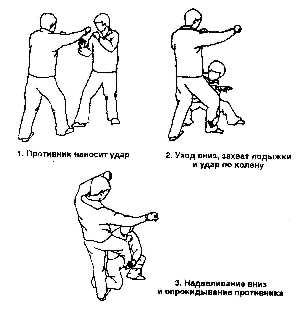 1. Противник наносит удар
2. Уход вниз, захват лодыжки
и удар по колену
3. Надавливание вниз
и опрокидывание противника